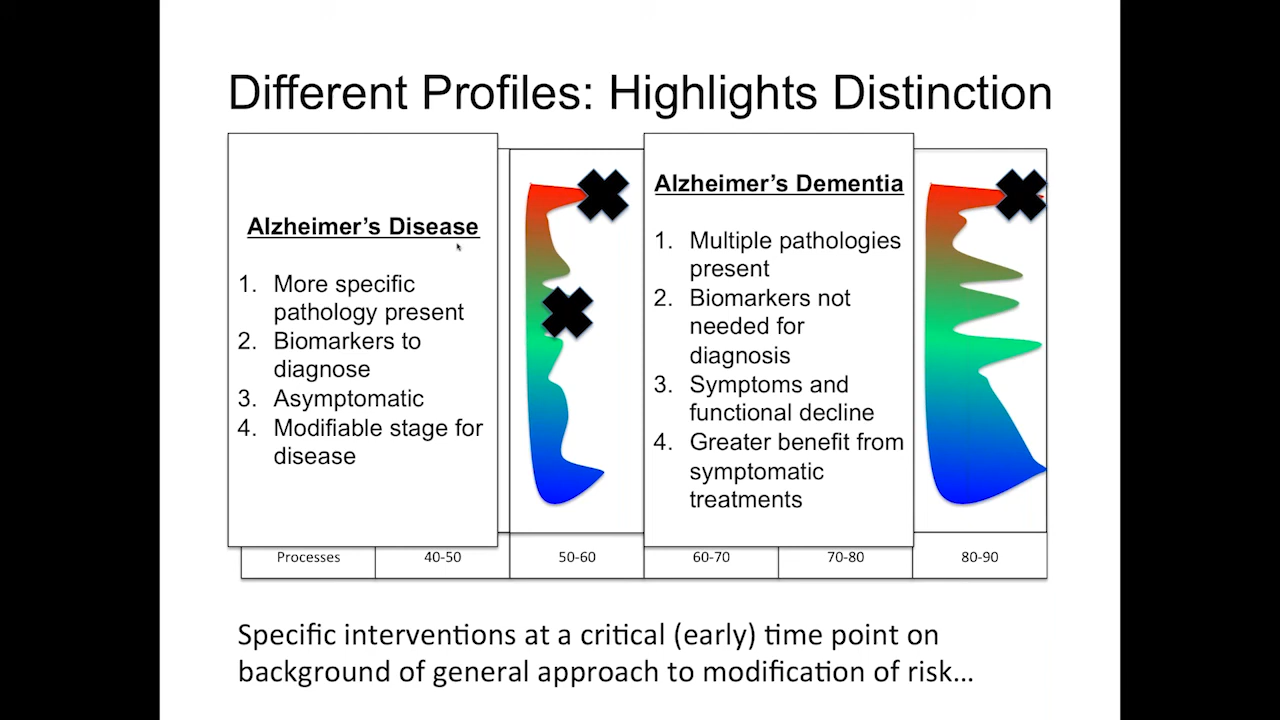 Different Profiles: Highlights Distinction
Alzheimer's Disease
1. More specific
pathology present
2. Biomarkers to
diagnose
3. Asymptomatic
4. Modifiable stage for
disease
Alzheimer's Dementia
1. Multiple pathologies
present
2. Biomarkers not
needed for
diagnosis
3. Symptoms and
functional decline
4. Greater benefit from
symptomatic
treatments
Processes 40-50 50-60 60-70 70-80 80-90
Specific interventions at a critical (early) time point on
background of general approach to modification of risk...